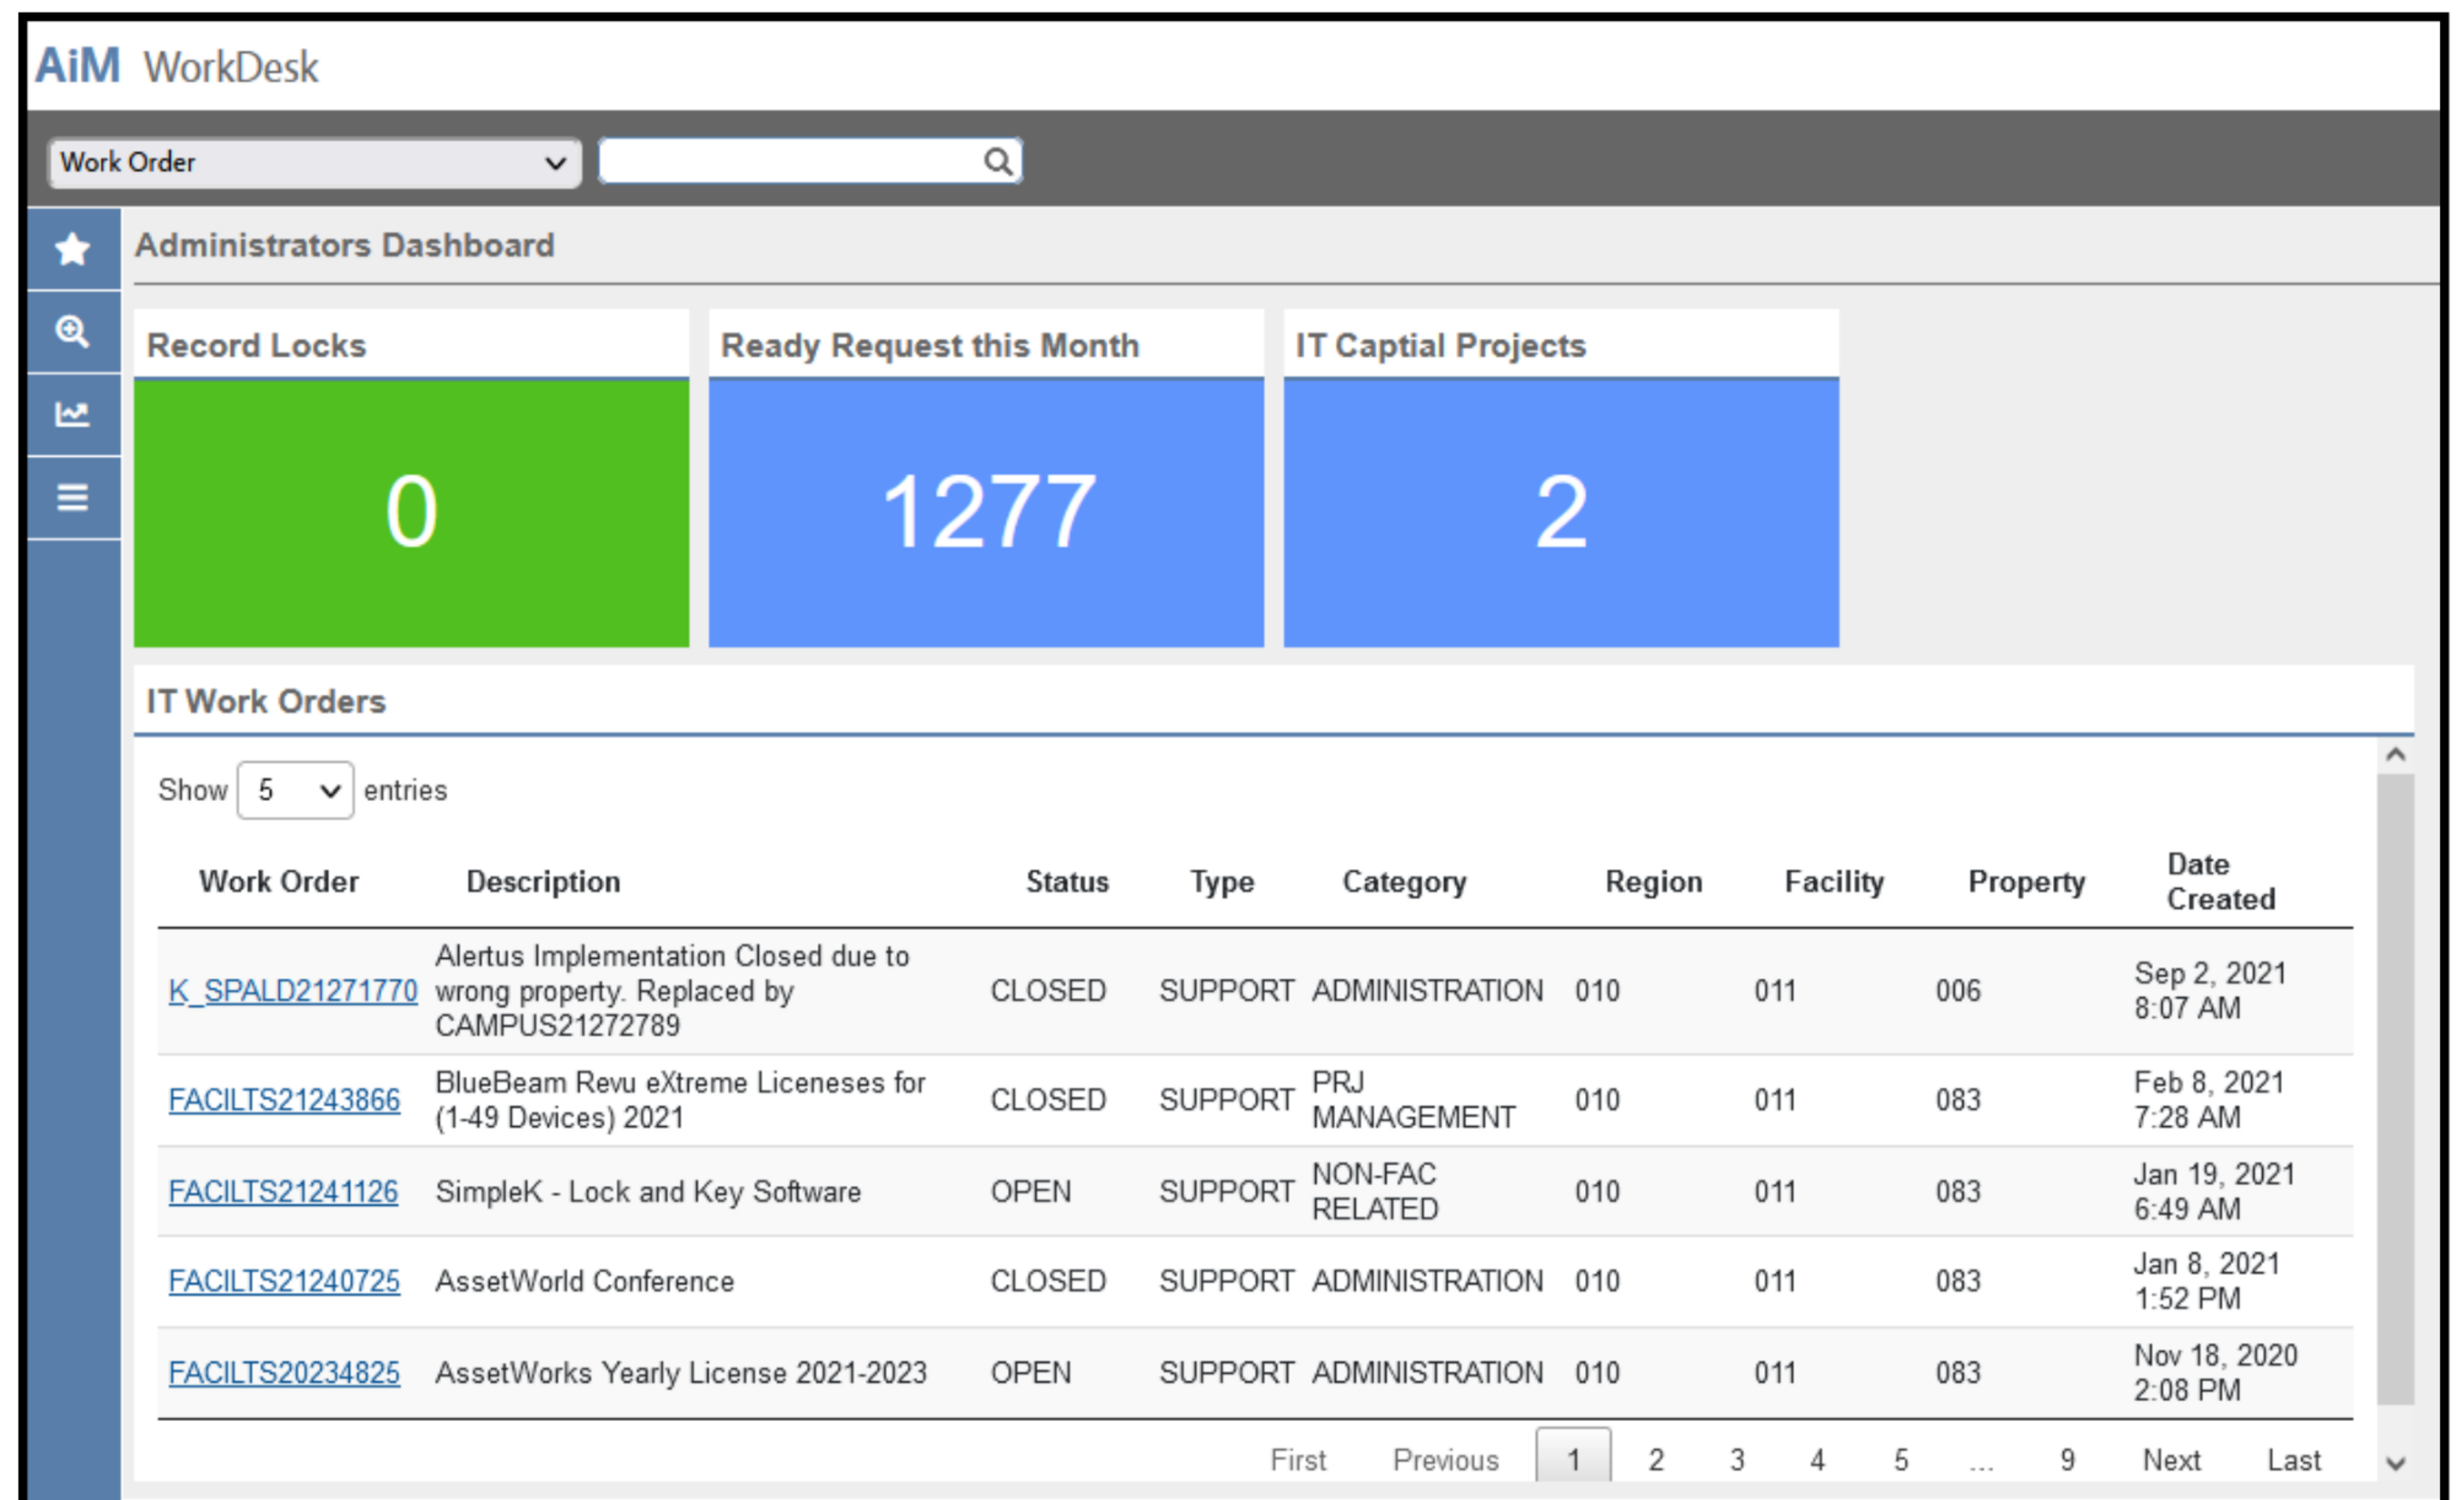 AiM WorkDesk
Work Order
Administrators Dashboard
Record Locks
Ready Request this Month
IT Captial Projects
0
1277
2
IT Work Orders
Show 5 entries
Work Order Description Status Type Category Region Facility Property Date Created
K_SPALD21271770 Alertus Implementation Closed due to wrong property. Replaced by CAMPUS21272789 CLOSED SUPPORT ADMINISTRATION 010 011 006 Sep 2, 2021 8:07 AM
FACILTS21243866 BlueBeam Revu eXtreme Liceneses for (1-49 Devices) 2021 CLOSED SUPPORT PRJ MANAGEMENT 010 011 083 Feb 8, 2021 7:28 AM
FACILTS21241126 SimpleK - Lock and Key Software OPEN SUPPORT NON-FAC RELATED 010 011 083 Jan 19, 2021 6:49 AM
FACILTS21240725 AssetWorld Conference CLOSED SUPPORT ADMINISTRATION 010 011 083 Jan 8, 2021 1:52 PM
FACILTS20234825 AssetWorks Yearly License 2021-2023 OPEN SUPPORT ADMINISTRATION 010 011 083 Nov 18, 2020 2:08 PM
First Previous 1 2 3 4 5 ... 9 Next Last